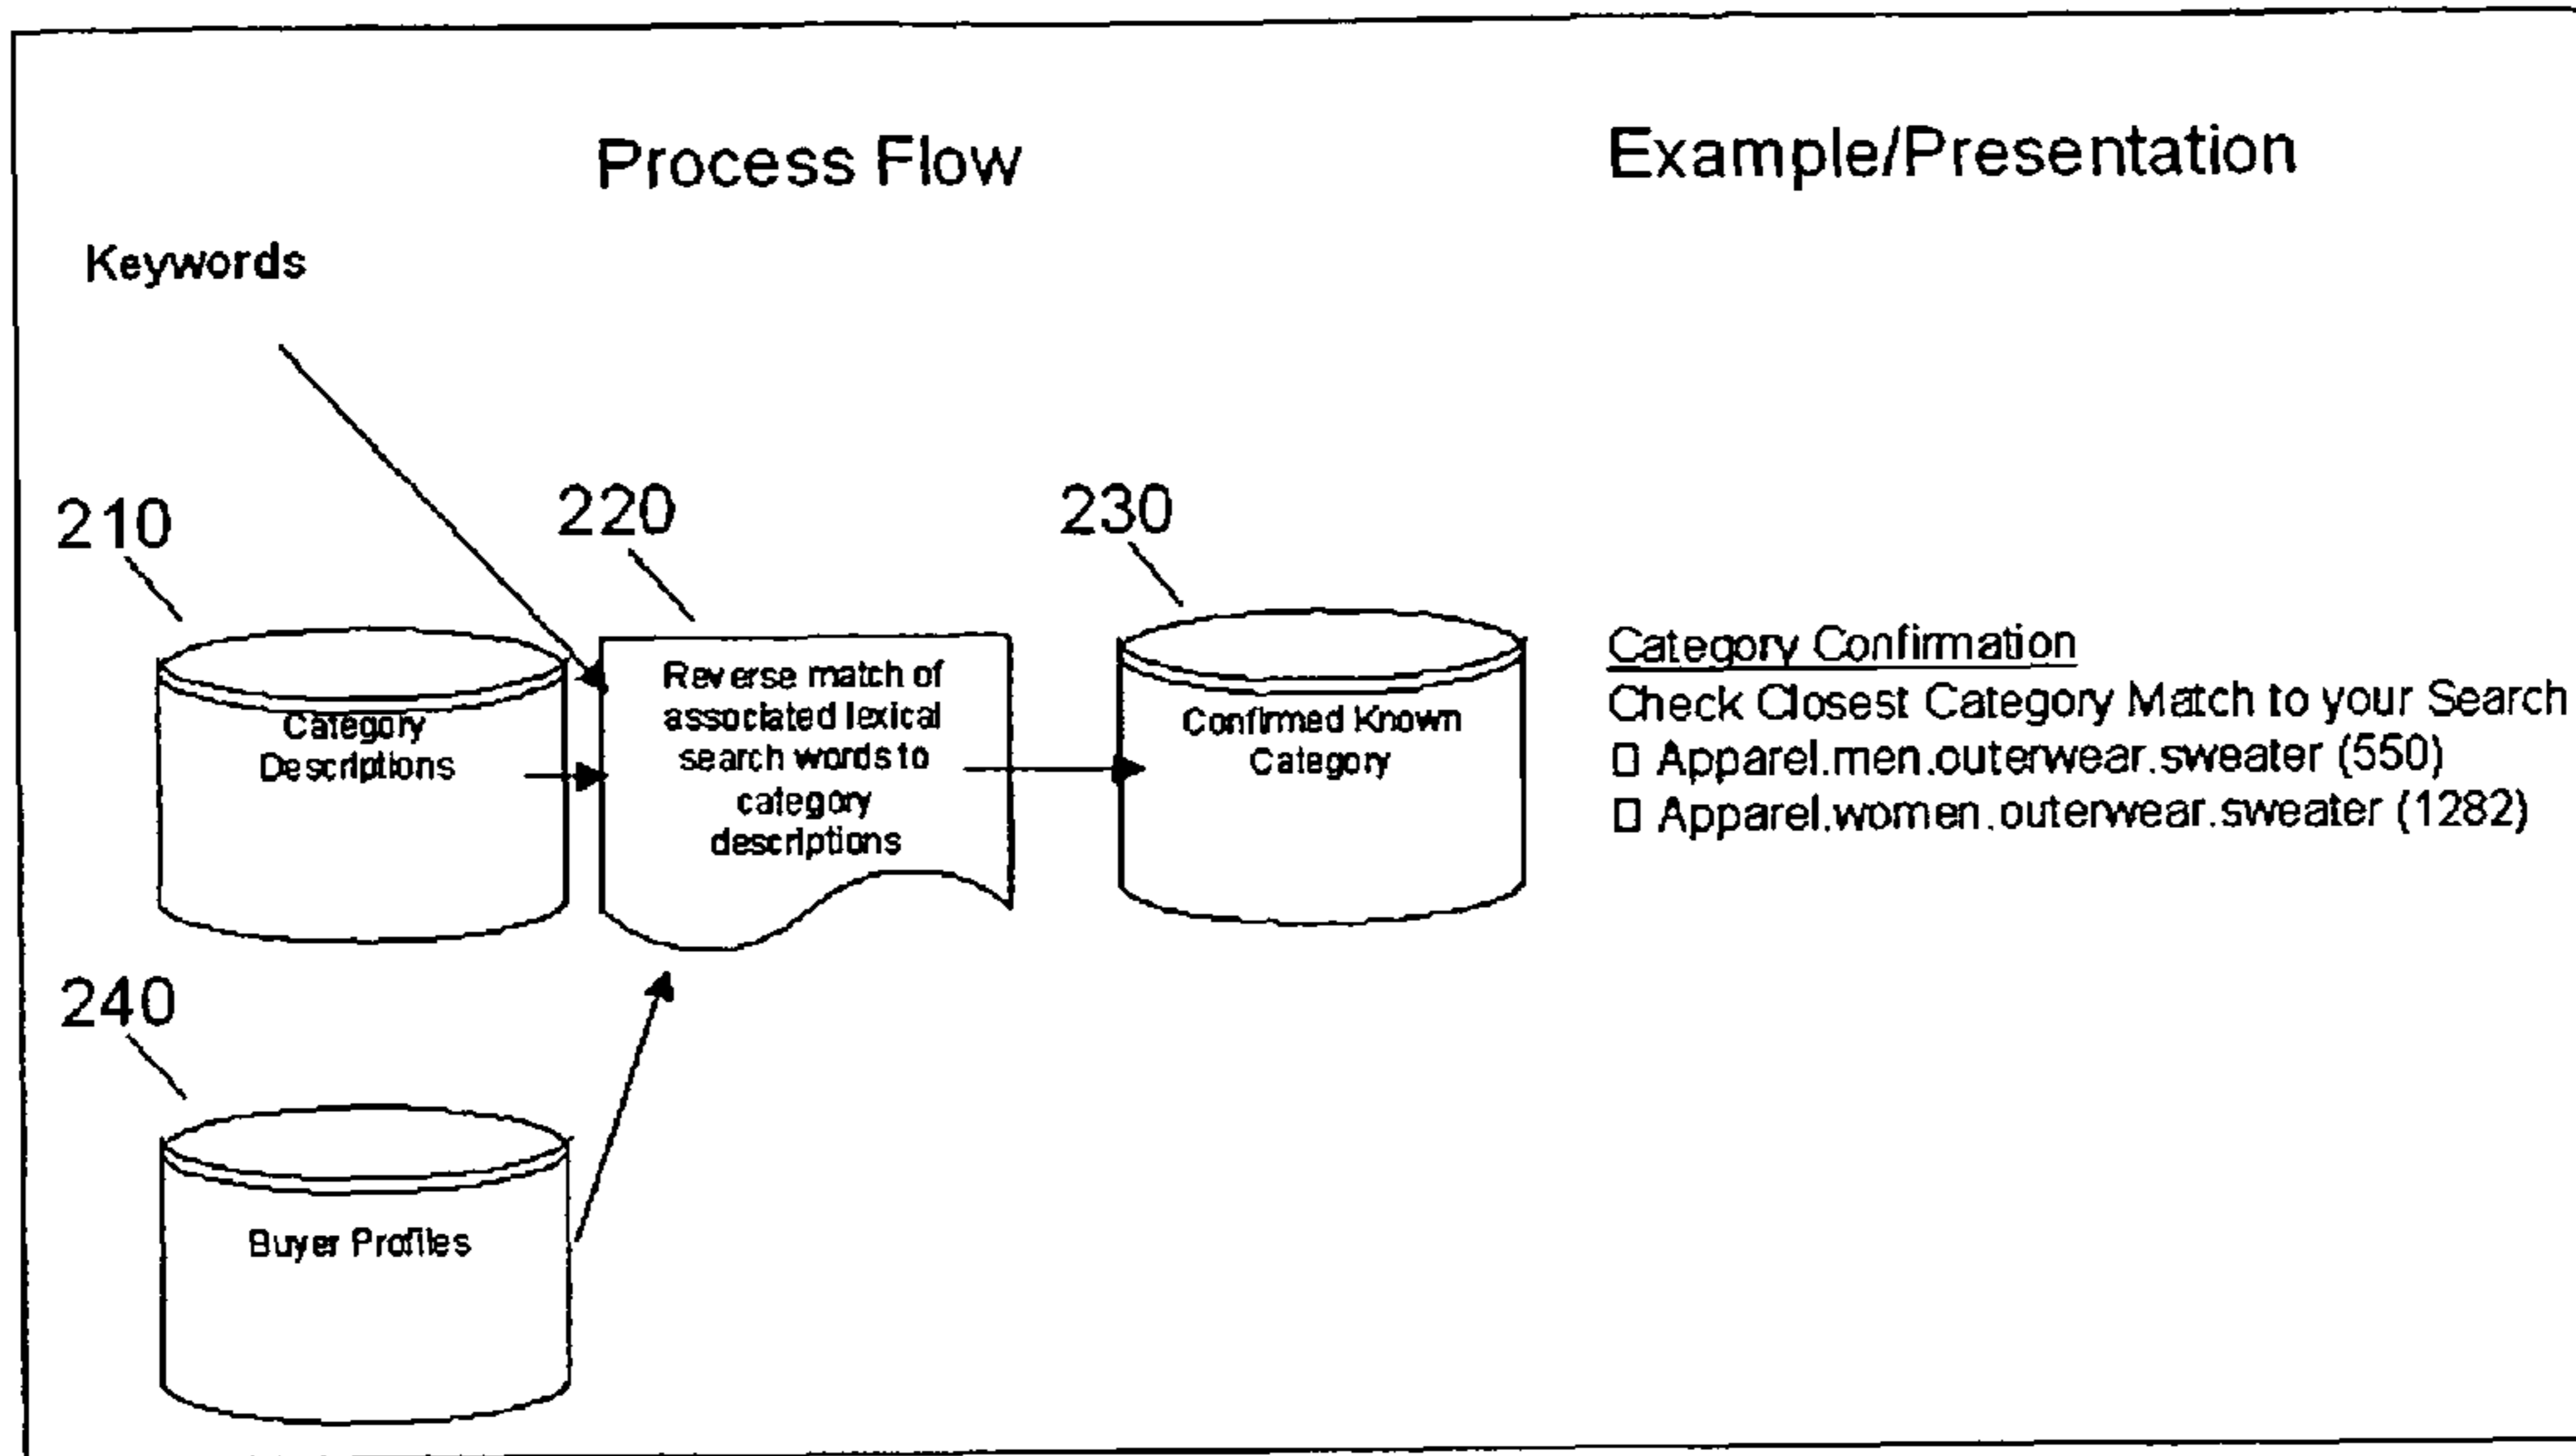 Process Flow
Example/Presentation
Keywords
210
220
230
Category
Descriptions
Reverse match of
associated lexical
search words to
category
descriptions
Confirmed Known
Category
Category Confirmation
Check Closest Category Match to your Search
Apparel.men.outerwear.sweater (550)
Apparel.women.outerwear.sweater (1282)
240
Buyer Profiles